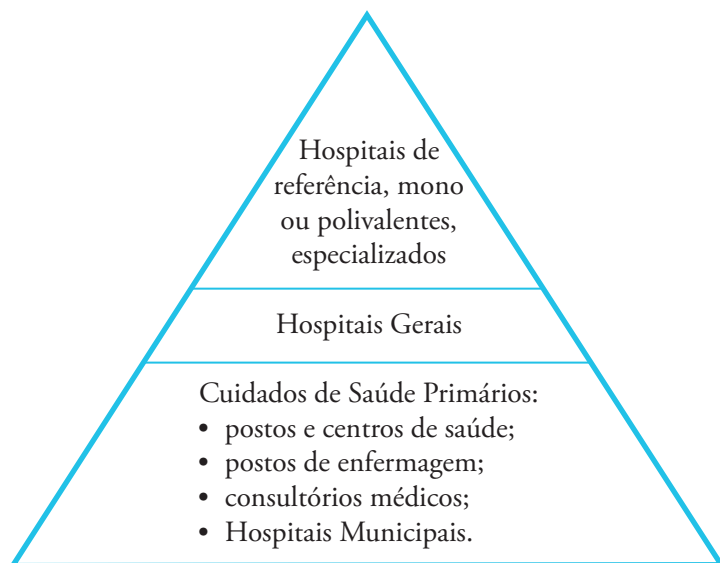 Hospitais de
referência, mono
ou polivalentes,
especializados
Hospitais Gerais
Cuidados de Saúde Primários:
• postos e centros de saúde;
• postos de enfermagem;
• consultórios médicos;
• Hospitais Municipais.